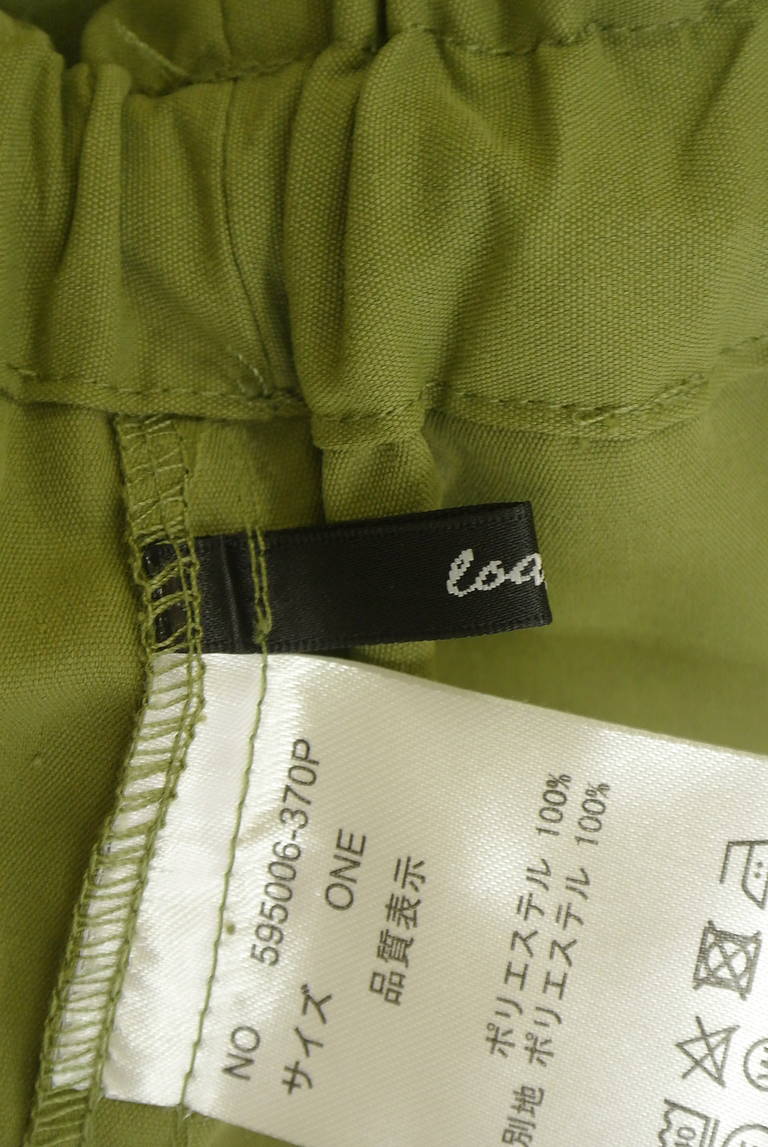 loa
NO 595006-370P
サイズ ONE
品質表示
ポリエステル 100%
別地 ポリエステル 100%